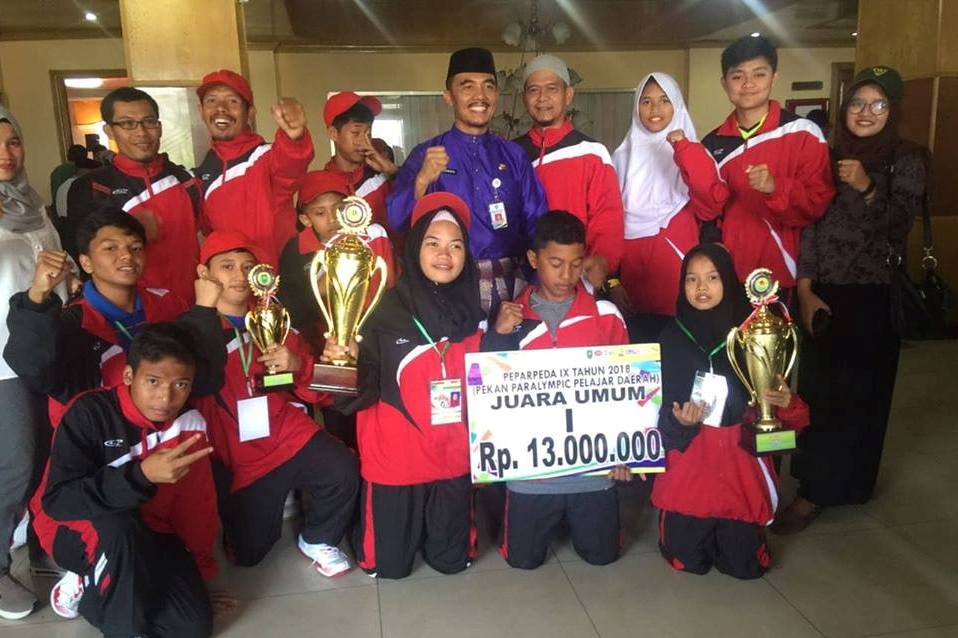 PEPARPEDA IX TAHUN 2018
(PEKAN PARALYMPIC PELAJAR DAERAH)
JUARA UMUM
I
Rp. 13.000.000